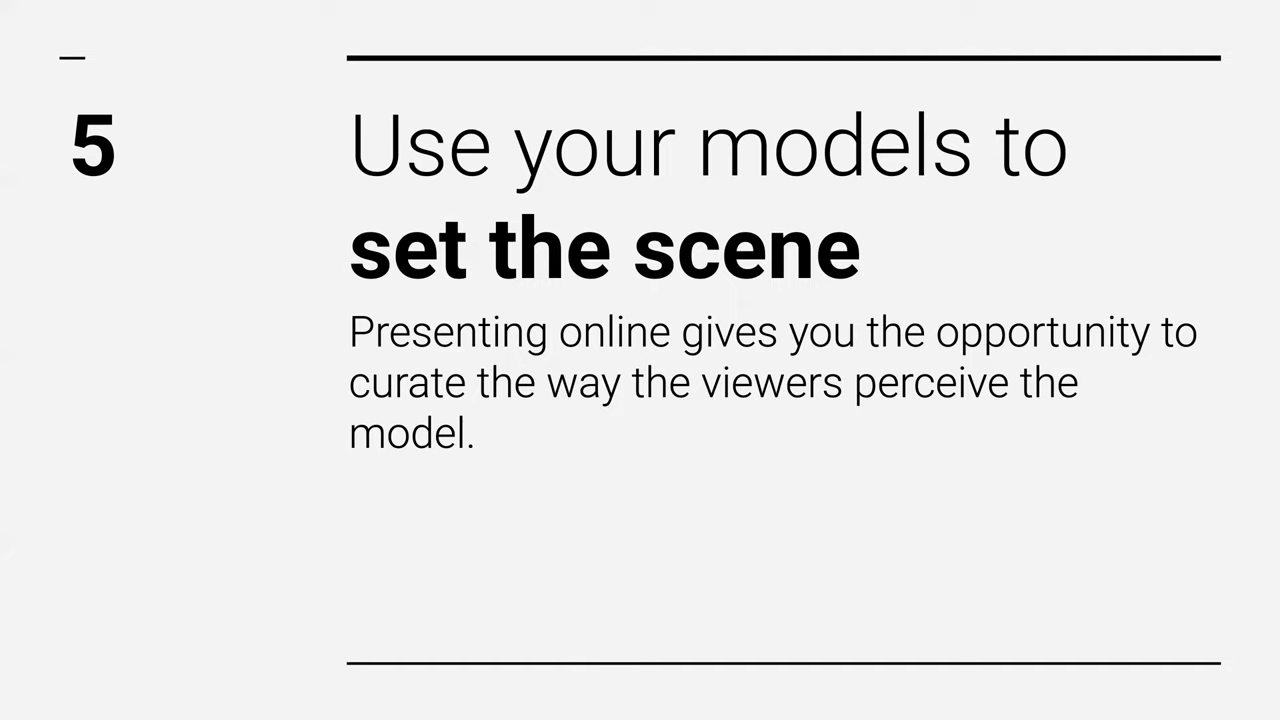 5
Use your models to
set the scene
Presenting online gives you the opportunity to
curate the way the viewers perceive the
model.